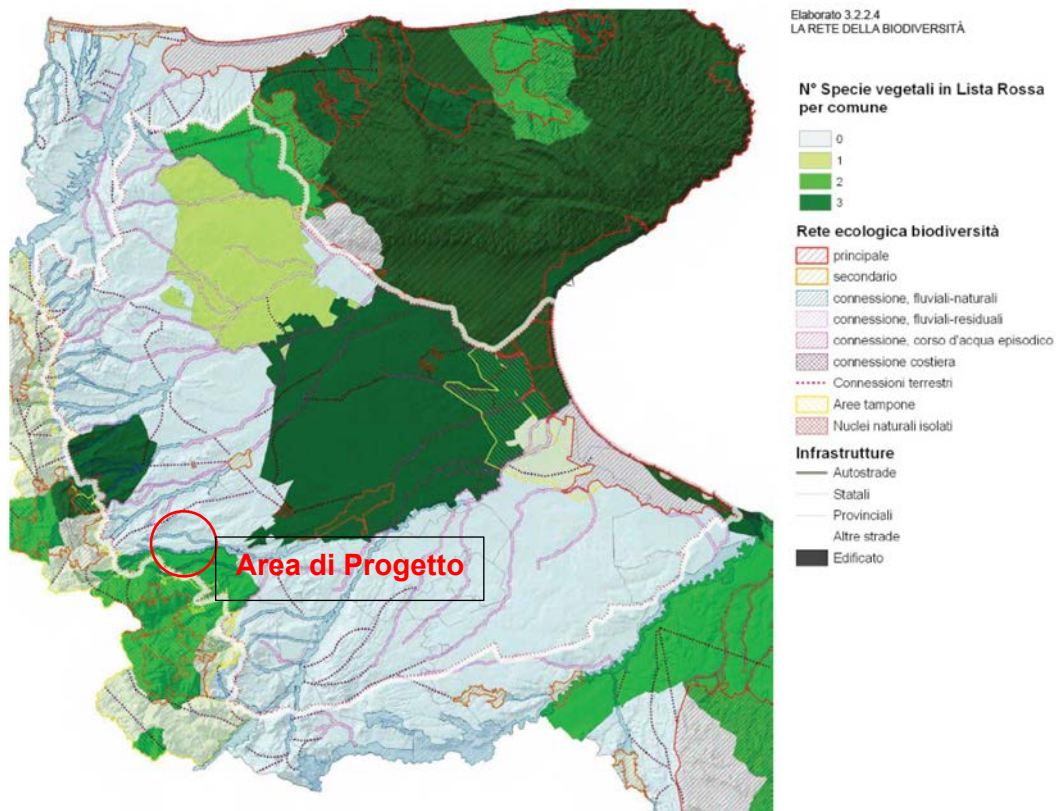 Elaborato 3.2.2.4
LA RETE DELLA BIODIVERSITÀ
N° Specie vegetali in Lista Rossa
per comune
0
1
2
3
Rete ecologica biodiversità
principale
secondario
connessione, fluviali-naturali
connessione, fluviali-residuali
connessione, corso d'acqua episodico
connessione costiera
Connessioni terrestri
Aree tampone
Nuclei naturali isolati
Infrastrutture
Autostrade
Statali
Provinciali
Altre strade
Edificato
Area di Progetto